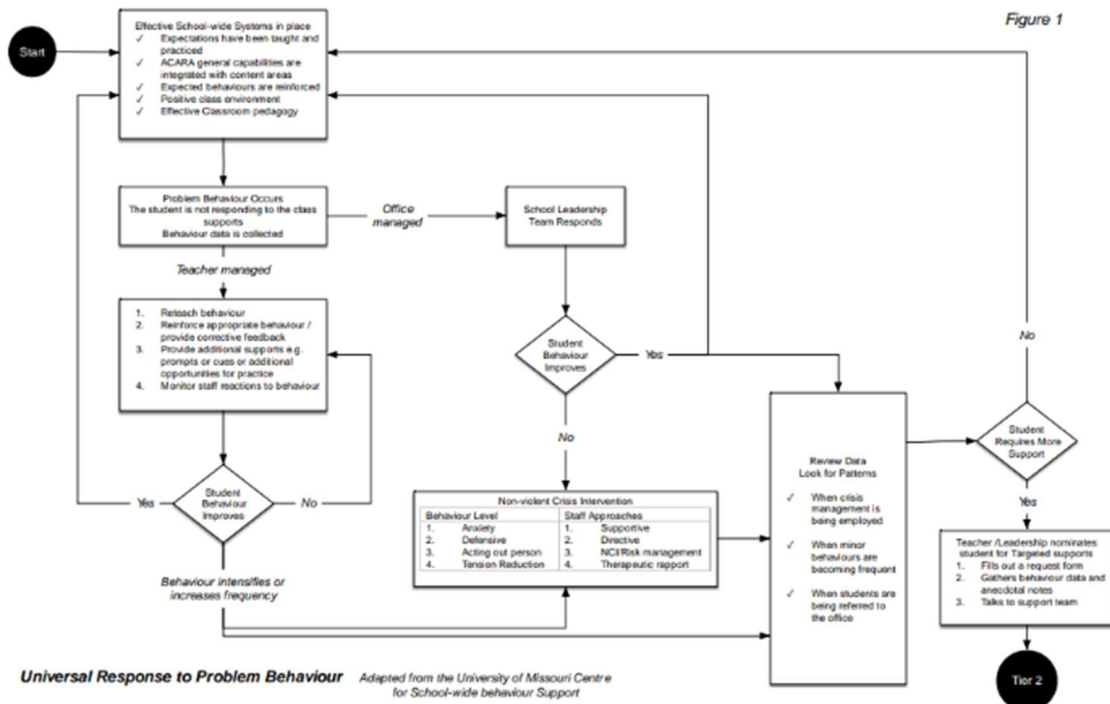 Figure 1
Start
Effective School-wide Systems in place
✓ Expectations have been taught and
practiced
✓ ACARA general capabilities are
integrated with content areas
✓ Expected behaviours are reinforced
✓ Positive class environment
✓ Effective Classroom pedagogy
Problem Behaviour Occurs
The student is not responding to the class
supports
Behaviour data is collected
Office
managed
School Leadership
Team Responds
Teacher managed
1. Reteach behaviour
2. Reinforce appropriate behaviour /
provide corrective feedback
3. Provide additional supports e.g.
prompts or cues or additional
opportunities for practice
4. Monitor staff reactions to behaviour
Student
Behaviour
Improves
Yes
No
No
Student
Behaviour
Improves
Yes
No
Behaviour intensifies or
increases frequency
Non-violent Crisis Intervention
Behaviour Level
1. Anxiety
2. Defensive
3. Acting out person
4. Tension Reduction
Staff Approaches
1. Supportive
2. Directive
3. NCI/Risk management
4. Therapeutic rapport
Review Data
Look for Patterns
✓ When crisis
management is
being employed
✓ When minor
behaviours are
becoming frequent
✓ When students are
being referred to
the office
Student
Requires More
Support
Yes
Teacher /Leadership nominates
student for Targeted supports
1. Fills out a request form
2. Gathers behaviour data and
anecdotal notes
3. Talks to support team
Tier 2
Universal Response to Problem Behaviour Adapted from the University of Missouri Centre
for School-wide behaviour Support